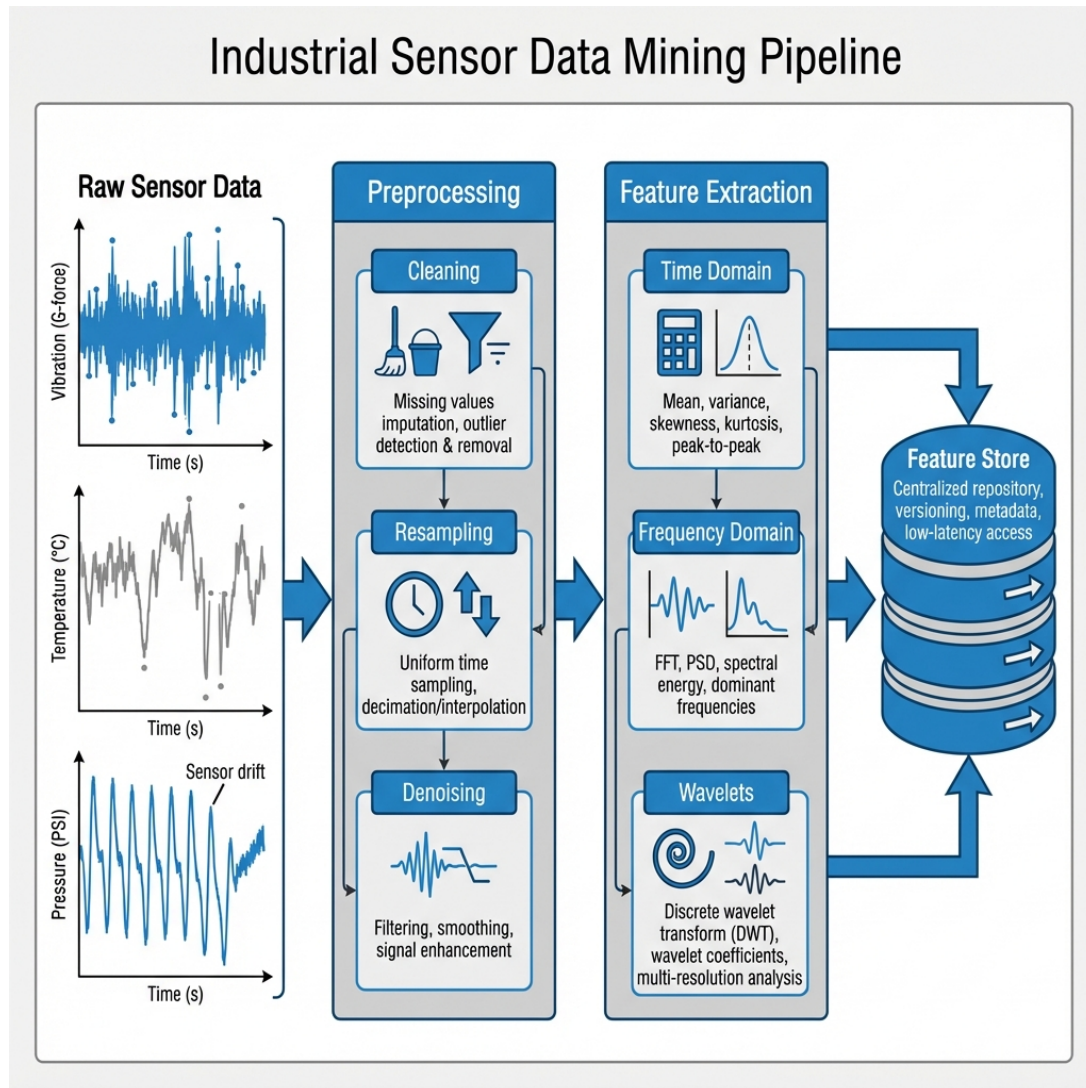 Industrial Sensor Data Mining Pipeline
Raw Sensor Data
Vibration (G-force)
Time (s)
Temperature (°C)
Time (s)
Sensor drift
Pressure (PSI)
Time (s)
Preprocessing
Cleaning
Missing values
imputation, outlier
detection & removal
Resampling
Uniform time
sampling,
decimation/interpolation
Denoising
Filtering, smoothing,
signal enhancement
Feature Extraction
Time Domain
Mean, variance,
skewness, kurtosis,
peak-to-peak
Frequency Domain
FFT, PSD, spectral
energy, dominant
frequencies
Wavelets
Discrete wavelet
transform (DWT),
wavelet coefficients,
multi-resolution analysis
Feature Store
Centralized repository,
versioning, metadata,
low-latency access